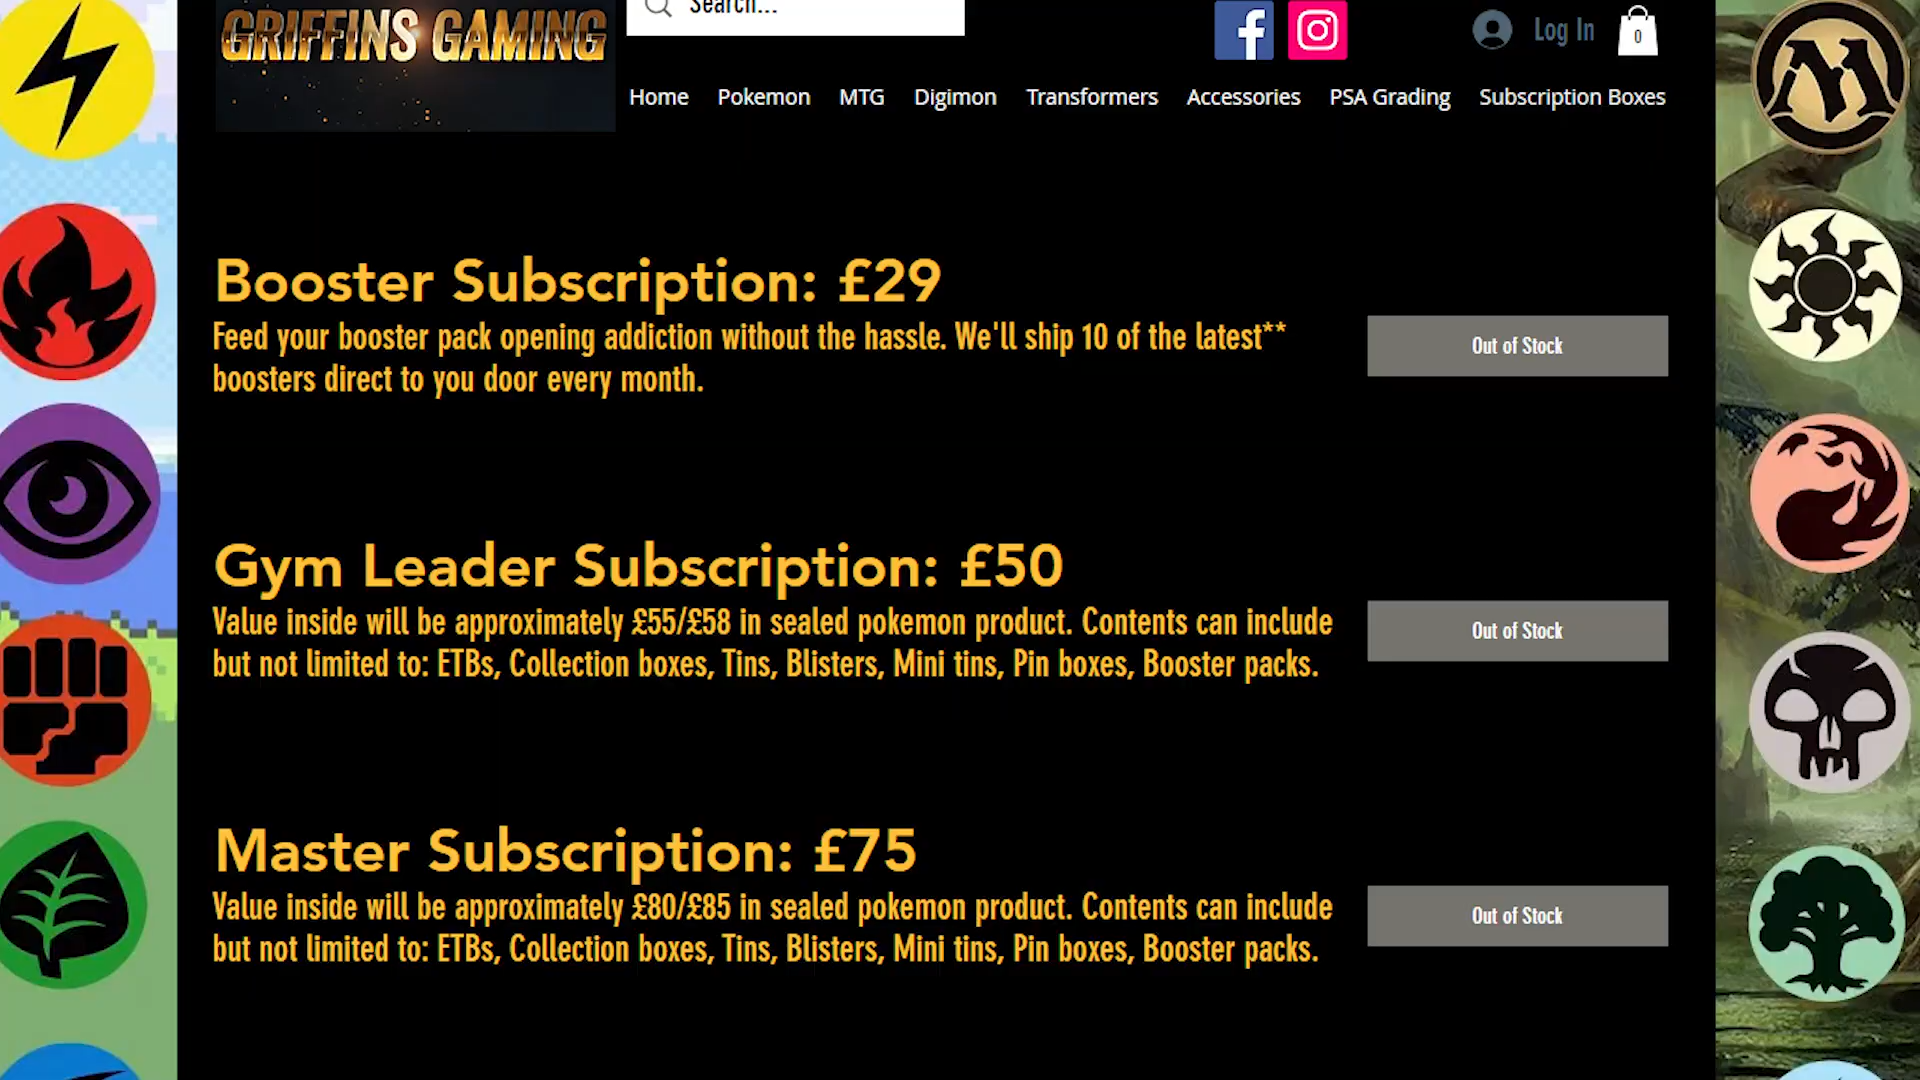 GRIFFINS GAMING
Search...
Log In
0
Home Pokemon MTG Digimon Transformers Accessories PSA Grading Subscription Boxes
Booster Subscription: £29
Feed your booster pack opening addiction without the hassle. We'll ship 10 of the latest**
boosters direct to you door every month.
Out of Stock
Gym Leader Subscription: £50
Value inside will be approximately £55/£58 in sealed pokemon product. Contents can include
but not limited to: ETBs, Collection boxes, Tins, Blisters, Mini tins, Pin boxes, Booster packs.
Out of Stock
Master Subscription: £75
Value inside will be approximately £80/£85 in sealed pokemon product. Contents can include
but not limited to: ETBs, Collection boxes, Tins, Blisters, Mini tins, Pin boxes, Booster packs.
Out of Stock